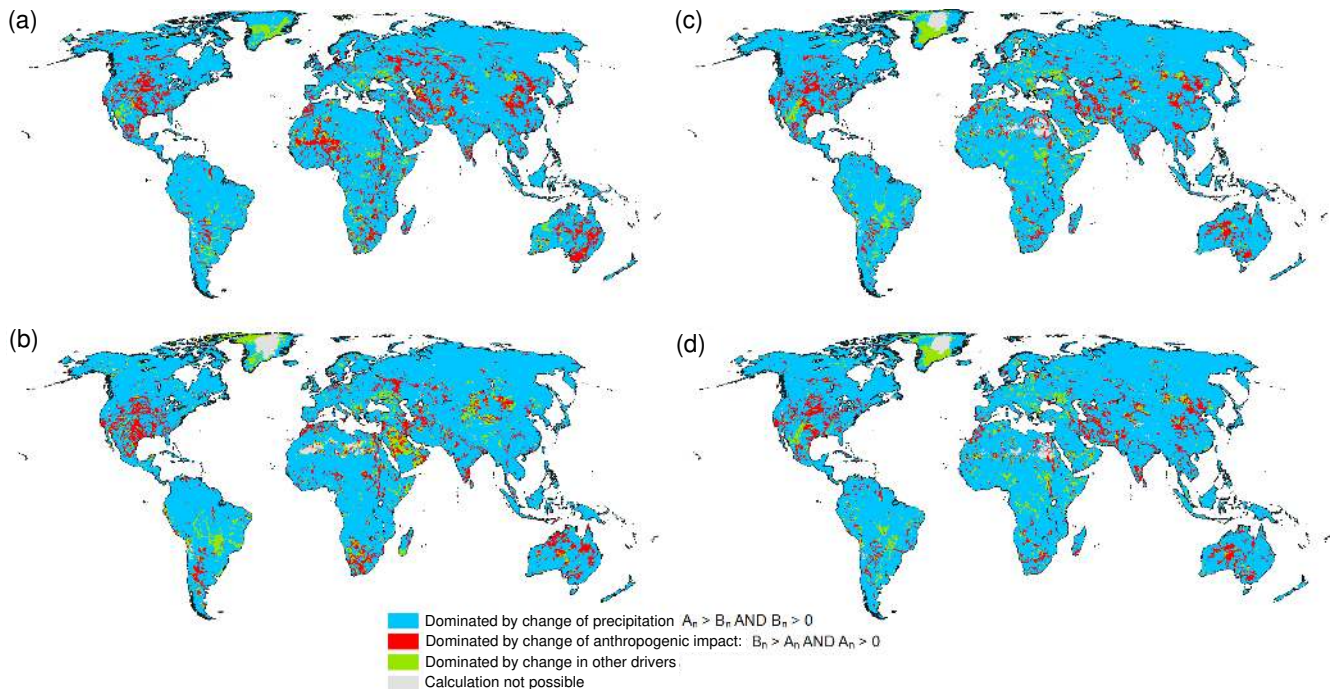 (a)
(c)
(b)
(d)
Dominated by change of precipitation Aₙ > Bₙ AND Bₙ > 0
Dominated by change of anthropogenic impact: Bₙ > Aₙ AND Aₙ > 0
Dominated by change in other drivers
Calculation not possible